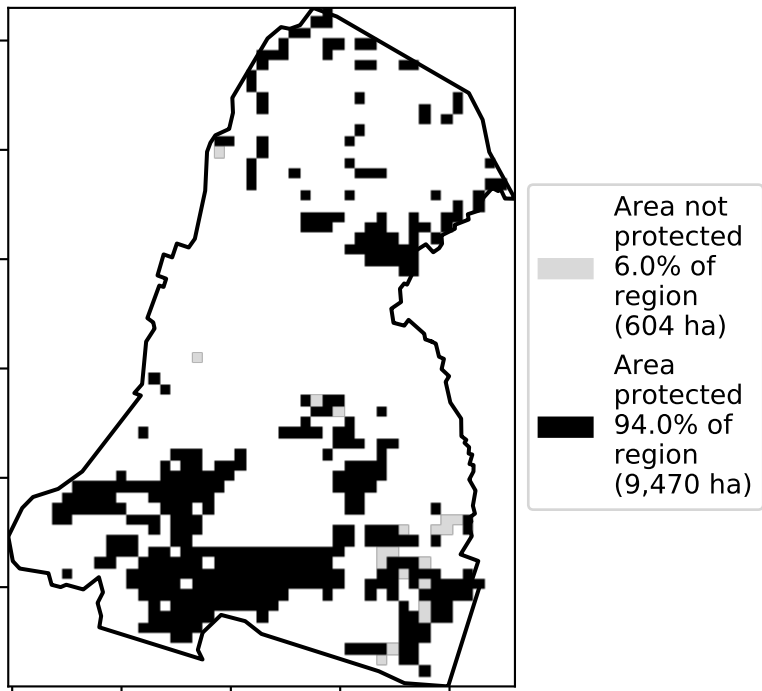 Area not
protected
6.0% of
region
(604 ha)
Area
protected
94.0% of
region
(9,470 ha)